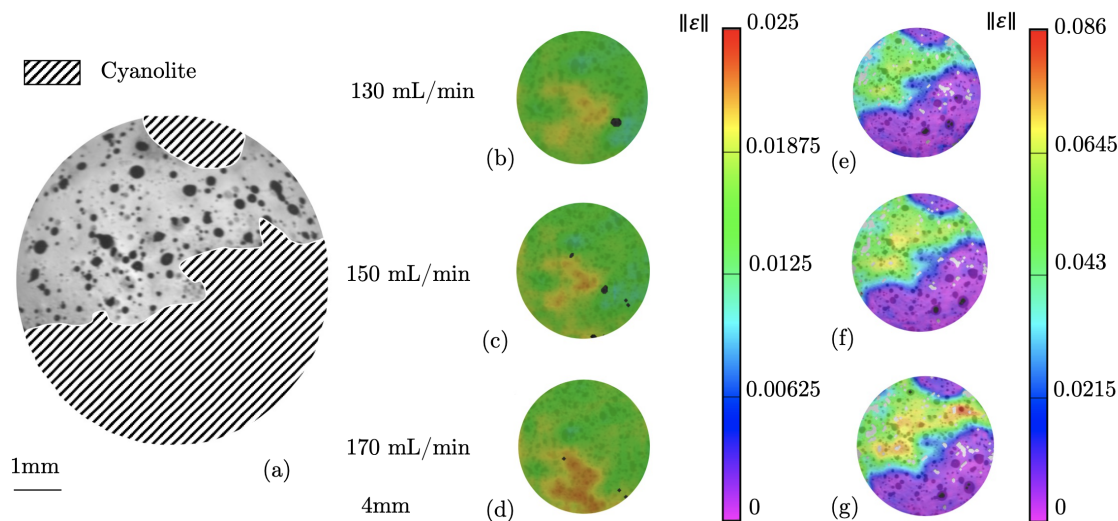 Cyanolite
1mm
(a)
130 mL/min
150 mL/min
170 mL/min
4mm
(b)
(c)
(d)
‖ε‖
0.025
0.01875
0.0125
0.00625
0
(e)
(f)
(g)
‖ε‖
0.086
0.0645
0.043
0.0215
0